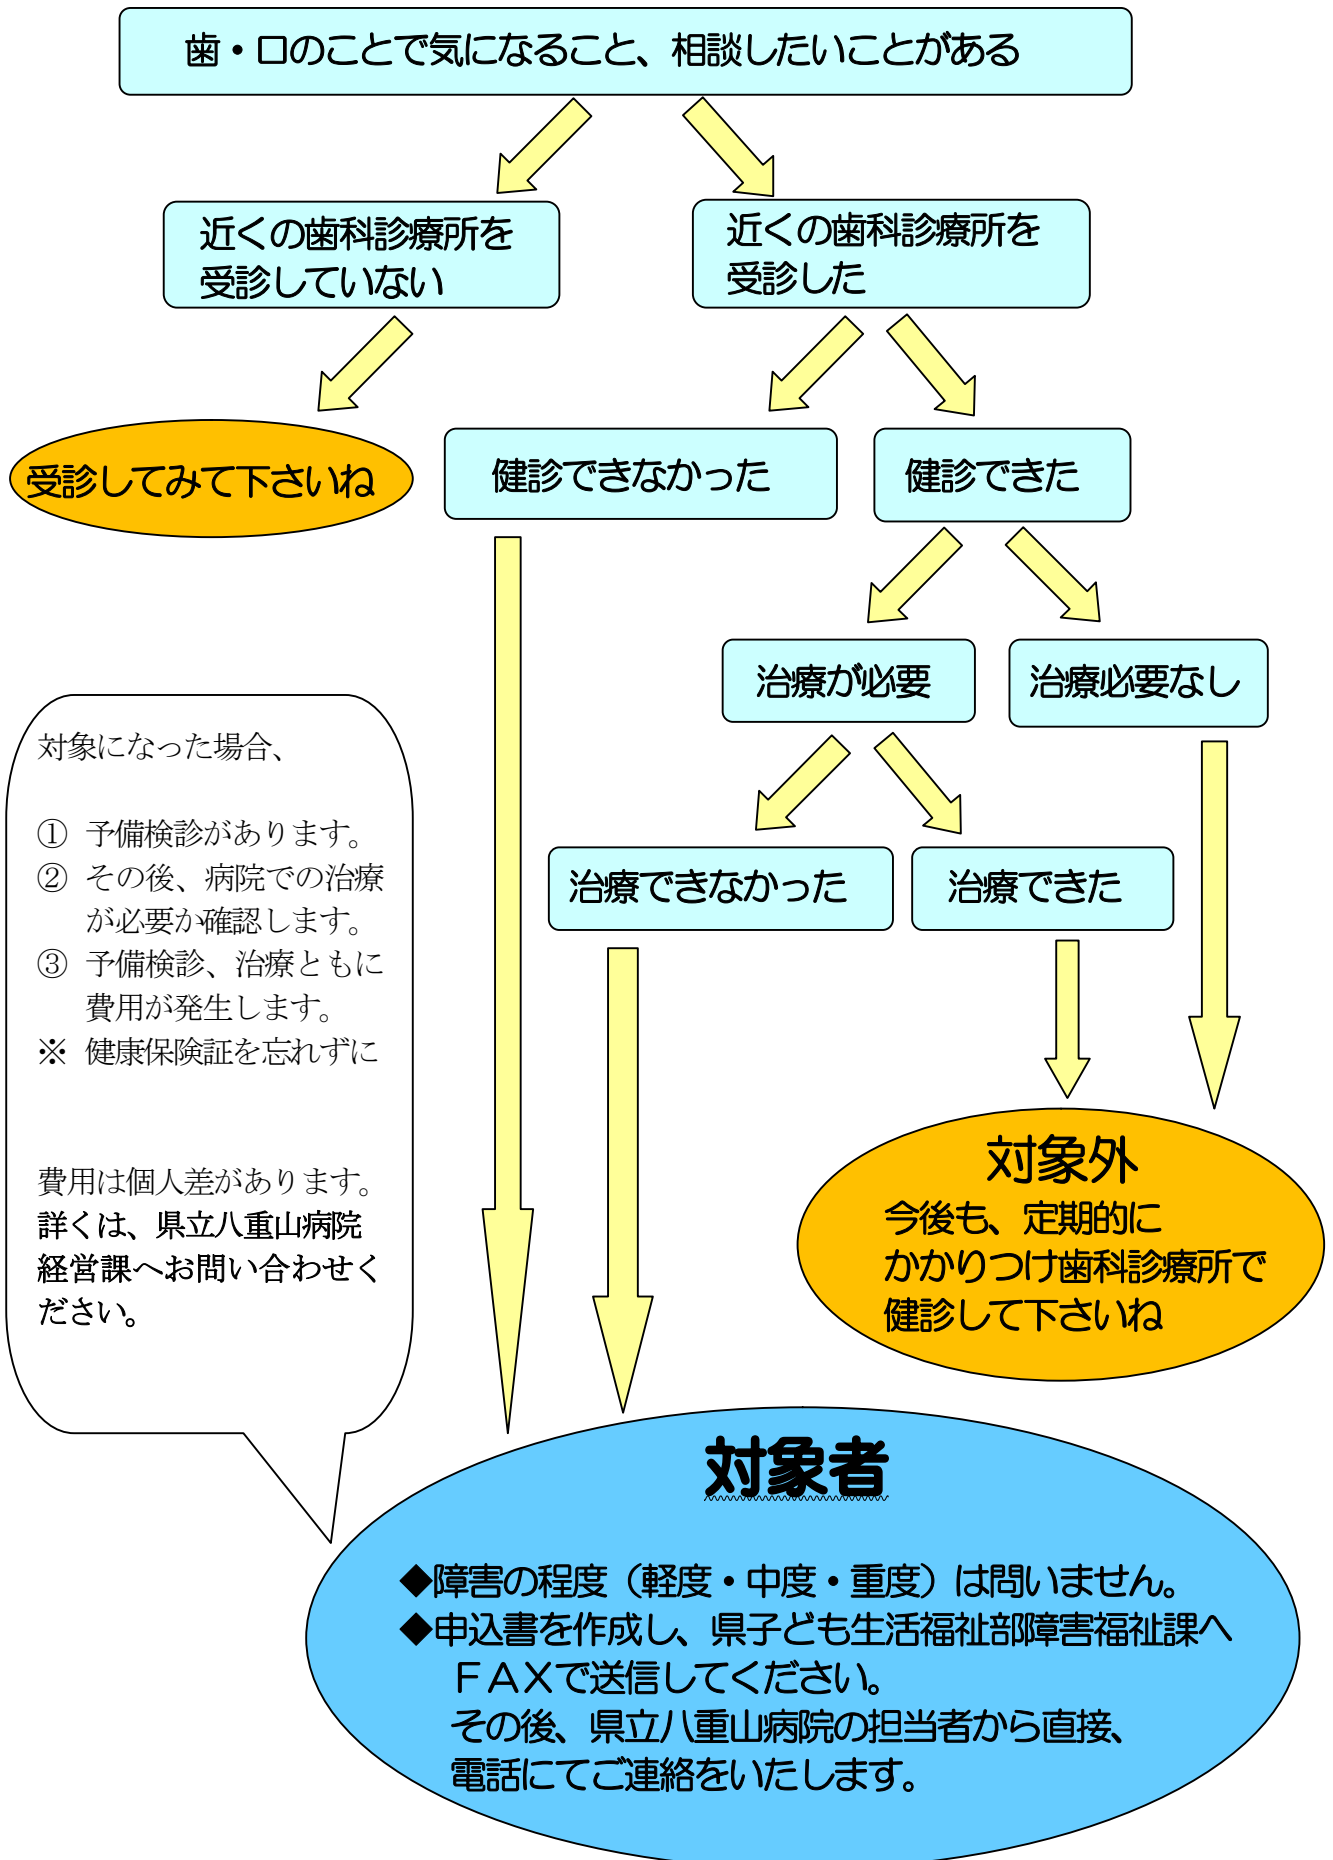 歯・口のことで気になること、相談したいことがある
近くの歯科診療所を
受診していない
近くの歯科診療所を
受診した
受診してみて下さいね
健診できなかった
健診できた
治療が必要
治療必要なし
治療できなかった
治療できた
対象になった場合、
① 予備検診があります。
② その後、病院での治療
が必要か確認します。
③ 予備検診、治療ともに
費用が発生します。
※ 健康保険証を忘れずに
費用は個人差があります。
詳くは、県立八重山病院
経営課へお問い合わせく
ださい。
対象外
今後も、定期的に
かかりつけ歯科診療所で
健診して下さいね
対象者
◆障害の程度（軽度・中度・重度）は問いません。
◆申込書を作成し、県子ども生活福祉部障害福祉課へ
ＦＡＸで送信してください。
その後、県立八重山病院の担当者から直接、
電話にてご連絡をいたします。